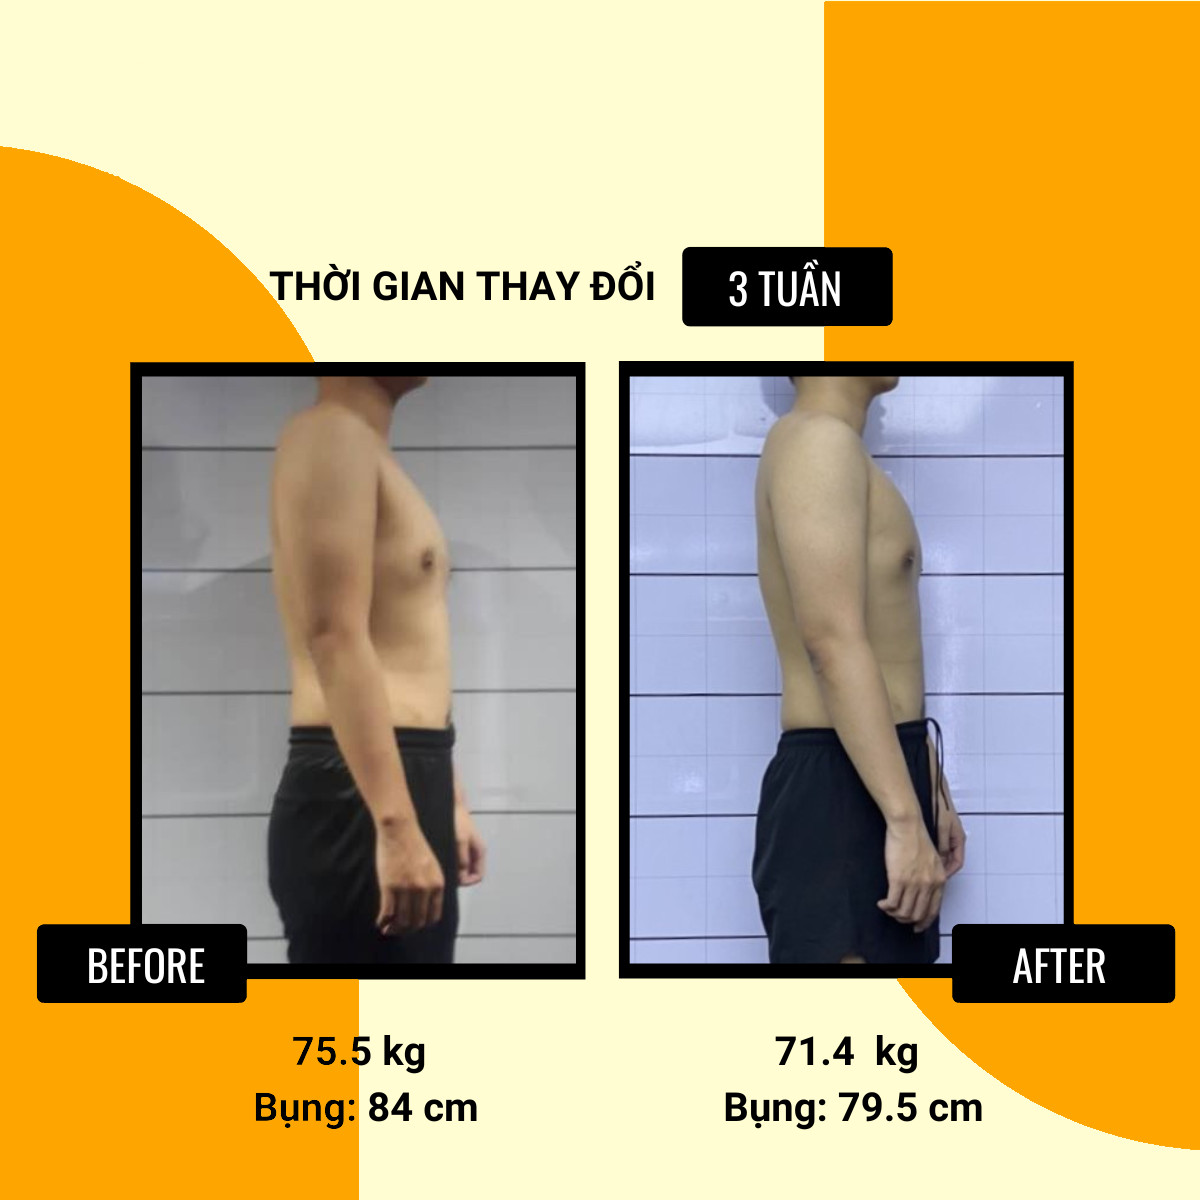 THỜI GIAN THAY ĐỔI 3 TUẦN
BEFORE
AFTER
75.5 kg
Bụng: 84 cm
71.4 kg
Bụng: 79.5 cm